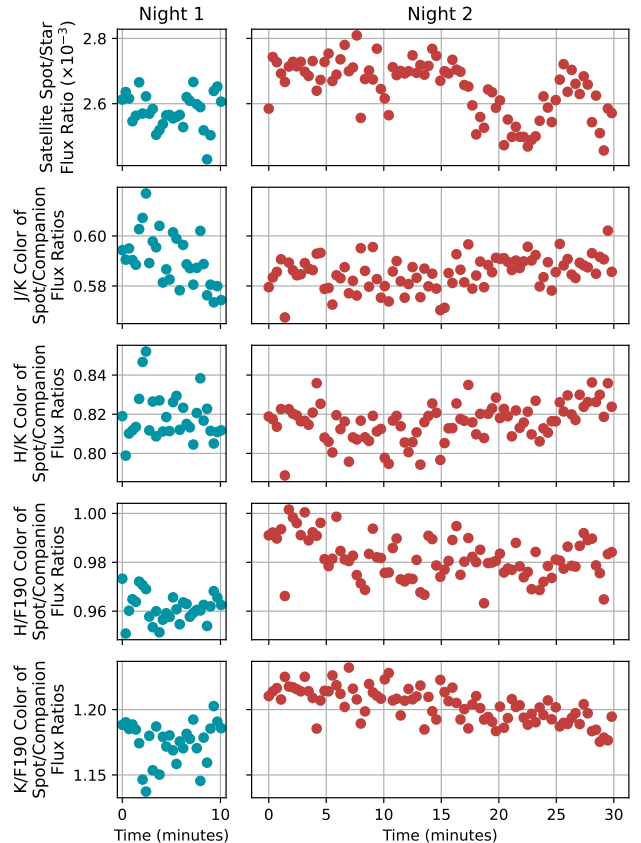 Night 1
Night 2
Satellite Spot/Star
Flux Ratio (×10⁻³)
2.8
2.6
J/K Color of
Spot/Companion
Flux Ratios
0.60
0.58
H/K Color of
Spot/Companion
Flux Ratios
0.84
0.82
0.80
H/F190 Color of
Spot/Companion
Flux Ratios
1.00
0.98
0.96
K/F190 Color of
Spot/Companion
Flux Ratios
1.20
1.15
0 10
0 5 10 15 20 25 30
Time (minutes)
Time (minutes)